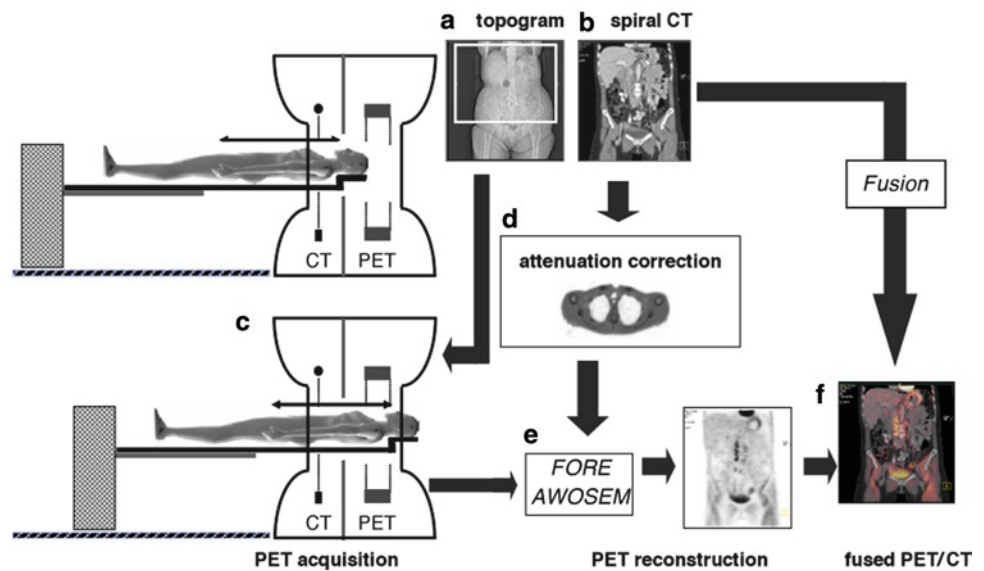 a topogram
b spiral CT
CT PET
Fusion
d
attenuation correction
c
CT PET
e
FORE
AWOSEM
f
PET acquisition
PET reconstruction
fused PET/CT